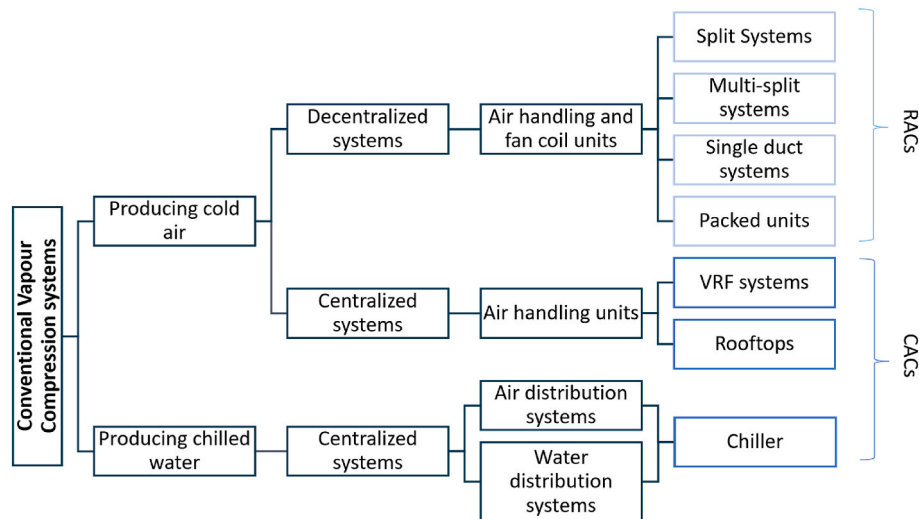 Conventional Vapour
Compression systems
Producing cold
air
Producing chilled
water
Decentralized
systems
Centralized
systems
Centralized
systems
Air handling and
fan coil units
Air handling units
Air distribution
systems
Water
distribution
systems
Split Systems
Multi-split
systems
Single duct
systems
Packed units
VRF systems
Rooftops
Chiller
RACs
CACs